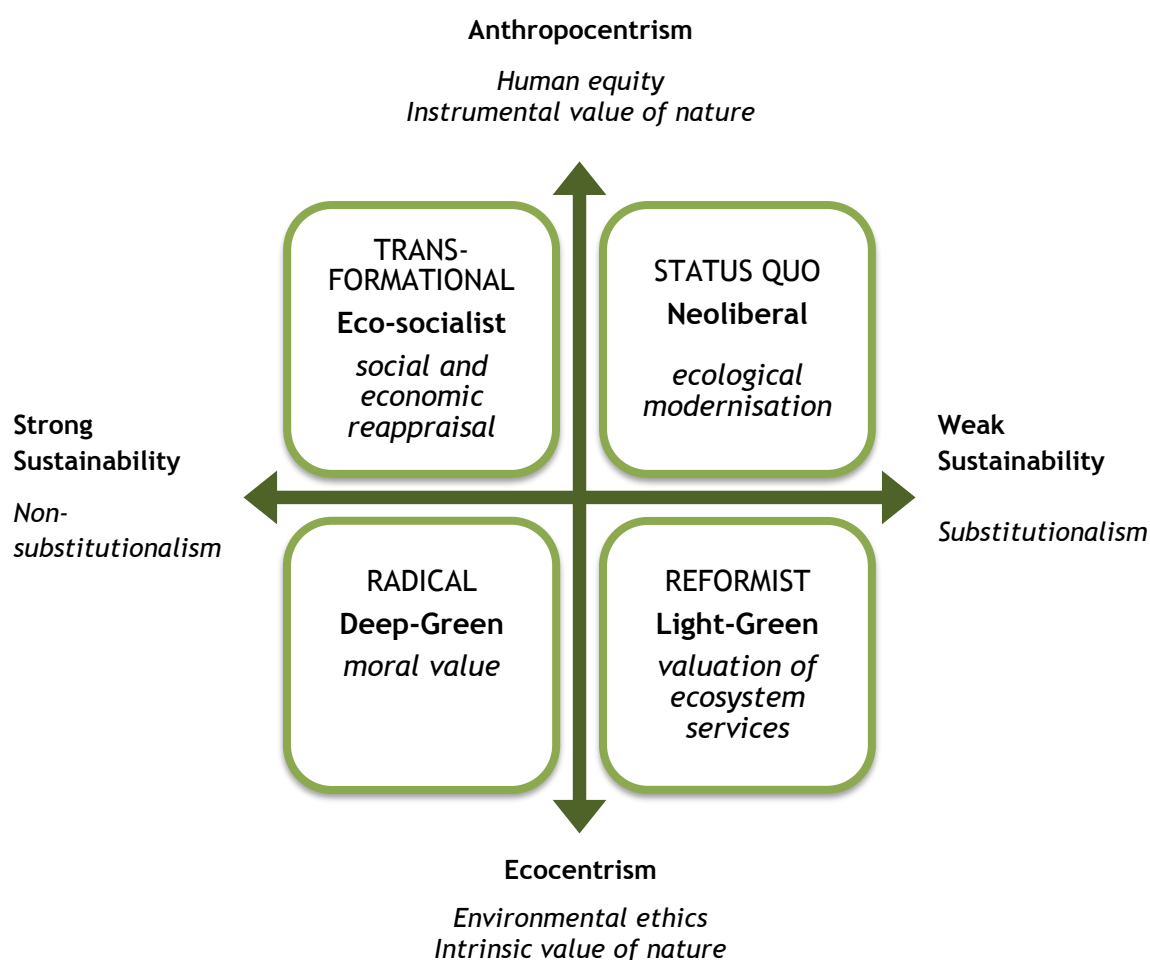 Anthropocentrism
Human equity
Instrumental value of nature
TRANS-
FORMATIONAL
Eco-socialist
social and
economic
reappraisal
STATUS QUO
Neoliberal
ecological
modernisation
Strong
Sustainability
Non-
substitutionalism
Weak
Sustainability
Substitutionalism
RADICAL
Deep-Green
moral value
REFORMIST
Light-Green
valuation of
ecosystem
services
Ecocentrism
Environmental ethics
Intrinsic value of nature